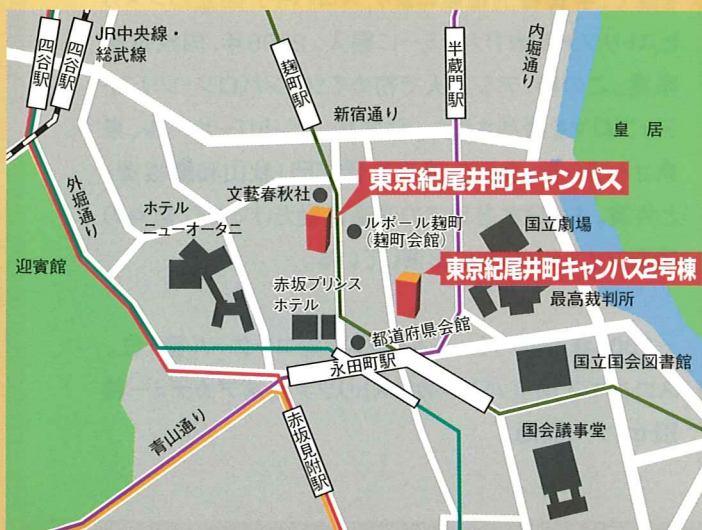 四谷駅
四谷駅
JR中央線・
総武線
麹町駅
半蔵門駅
内堀通り
新宿通り
皇居
外堀通り
文藝春秋社
東京紀尾井町キャンパス
ホテル
ニューオータニ
ルポール麹町
(麹町会館)
国立劇場
迎賓館
東京紀尾井町キャンパス2号棟
赤坂プリンス
ホテル
最高裁判所
都道府県会館
永田町駅
国立国会図書館
青山通り
赤坂見附駅
国会議事堂